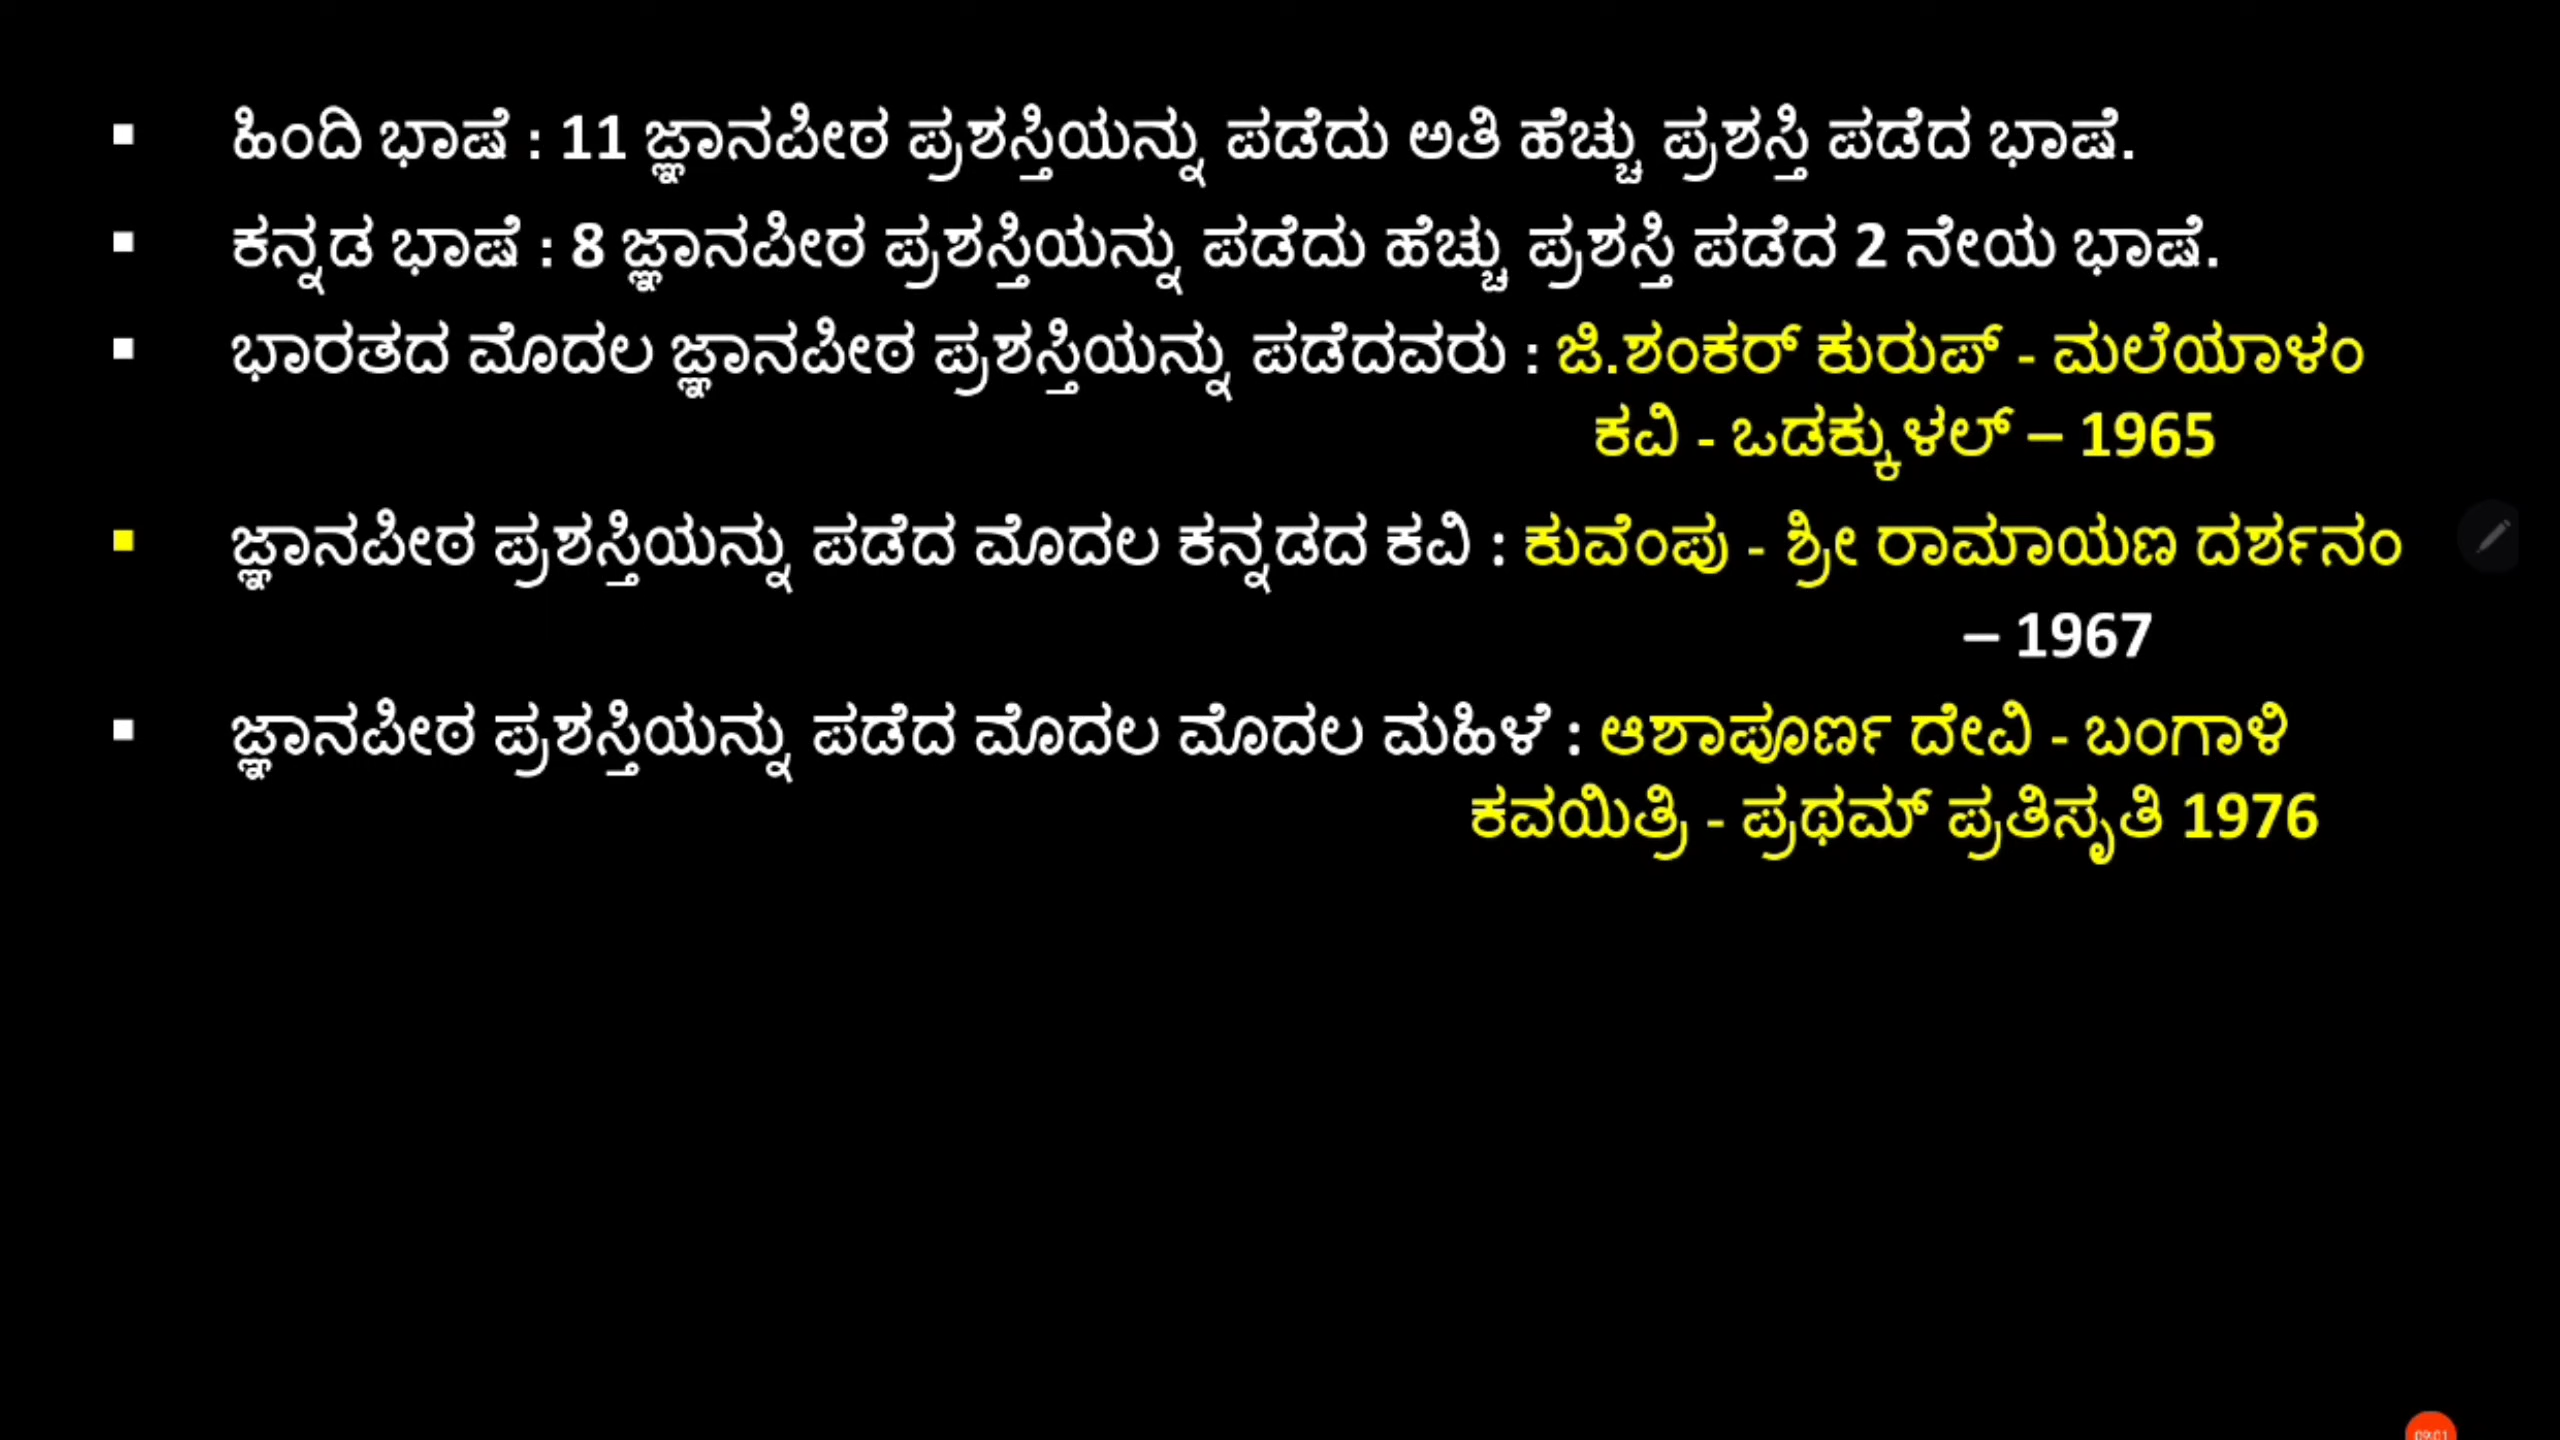 ▪ ಹಿಂದಿ ಭಾಷೆ : 11 ಜ್ಞಾನಪೀಠ ಪ್ರಶಸ್ತಿಯನ್ನು ಪಡೆದು ಅತಿ ಹೆಚ್ಚು ಪ್ರಶಸ್ತಿ ಪಡೆದ ಭಾಷೆ.
▪ ಕನ್ನಡ ಭಾಷೆ : 8 ಜ್ಞಾನಪೀಠ ಪ್ರಶಸ್ತಿಯನ್ನು ಪಡೆದು ಹೆಚ್ಚು ಪ್ರಶಸ್ತಿ ಪಡೆದ 2 ನೇಯ ಭಾಷೆ.
▪ ಭಾರತದ ಮೊದಲ ಜ್ಞಾನಪೀಠ ಪ್ರಶಸ್ತಿಯನ್ನು ಪಡೆದವರು : ಜಿ.ಶಂಕರ್ ಕುರುಪ್ - ಮಲೆಯಾಳಂ
ಕವಿ - ಒಡಕ್ಕುಳಲ್ – 1965
▪ ಜ್ಞಾನಪೀಠ ಪ್ರಶಸ್ತಿಯನ್ನು ಪಡೆದ ಮೊದಲ ಕನ್ನಡದ ಕವಿ : ಕುವೆಂಪು - ಶ್ರೀ ರಾಮಾಯಣ ದರ್ಶನಂ
– 1967
▪ ಜ್ಞಾನಪೀಠ ಪ್ರಶಸ್ತಿಯನ್ನು ಪಡೆದ ಮೊದಲ ಮೊದಲ ಮಹಿಳೆ : ಆಶಾಪೂರ್ಣ ದೇವಿ - ಬಂಗಾಳಿ
ಕವಯಿತ್ರಿ - ಪ್ರಥಮ್ ಪ್ರತಿಸೃತಿ 1976
09:01